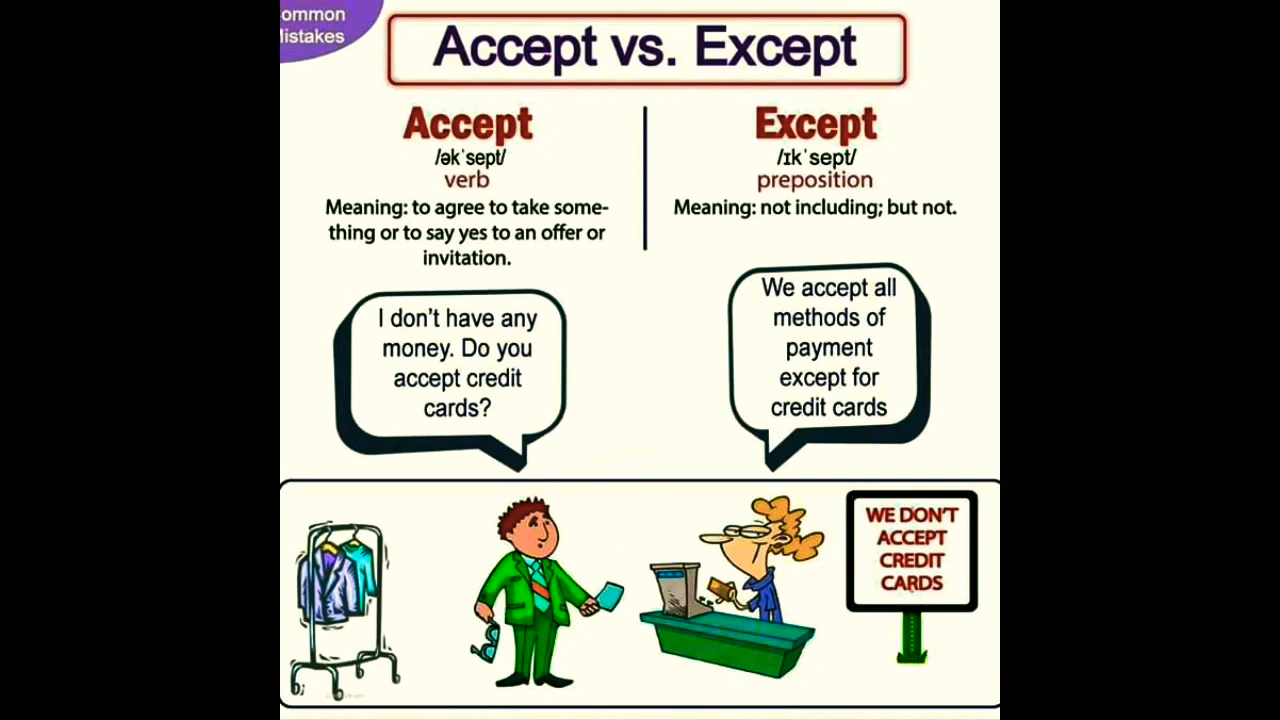 ommon
istakes
Accept vs. Except
Accept
/əkˈsept/
verb
Meaning: to agree to take some-
thing or to say yes to an offer or
invitation.
Except
/ɪkˈsept/
preposition
Meaning: not including; but not.
I don't have any
money. Do you
accept credit
cards?
We accept all
methods of
payment
except for
credit cards
WE DON'T
ACCEPT
CREDIT
CARDS